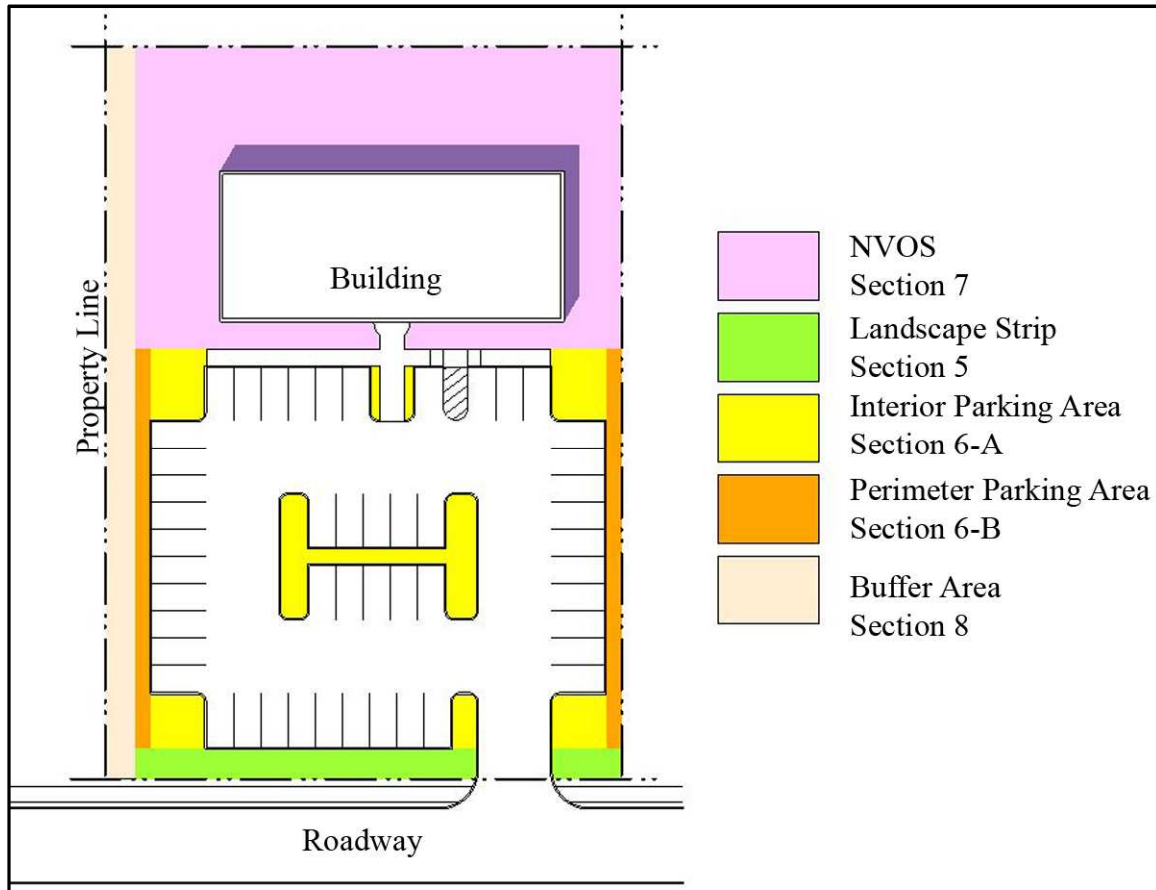 Property Line
Building
Roadway
NVOS
Section 7
Landscape Strip
Section 5
Interior Parking Area
Section 6-A
Perimeter Parking Area
Section 6-B
Buffer Area
Section 8